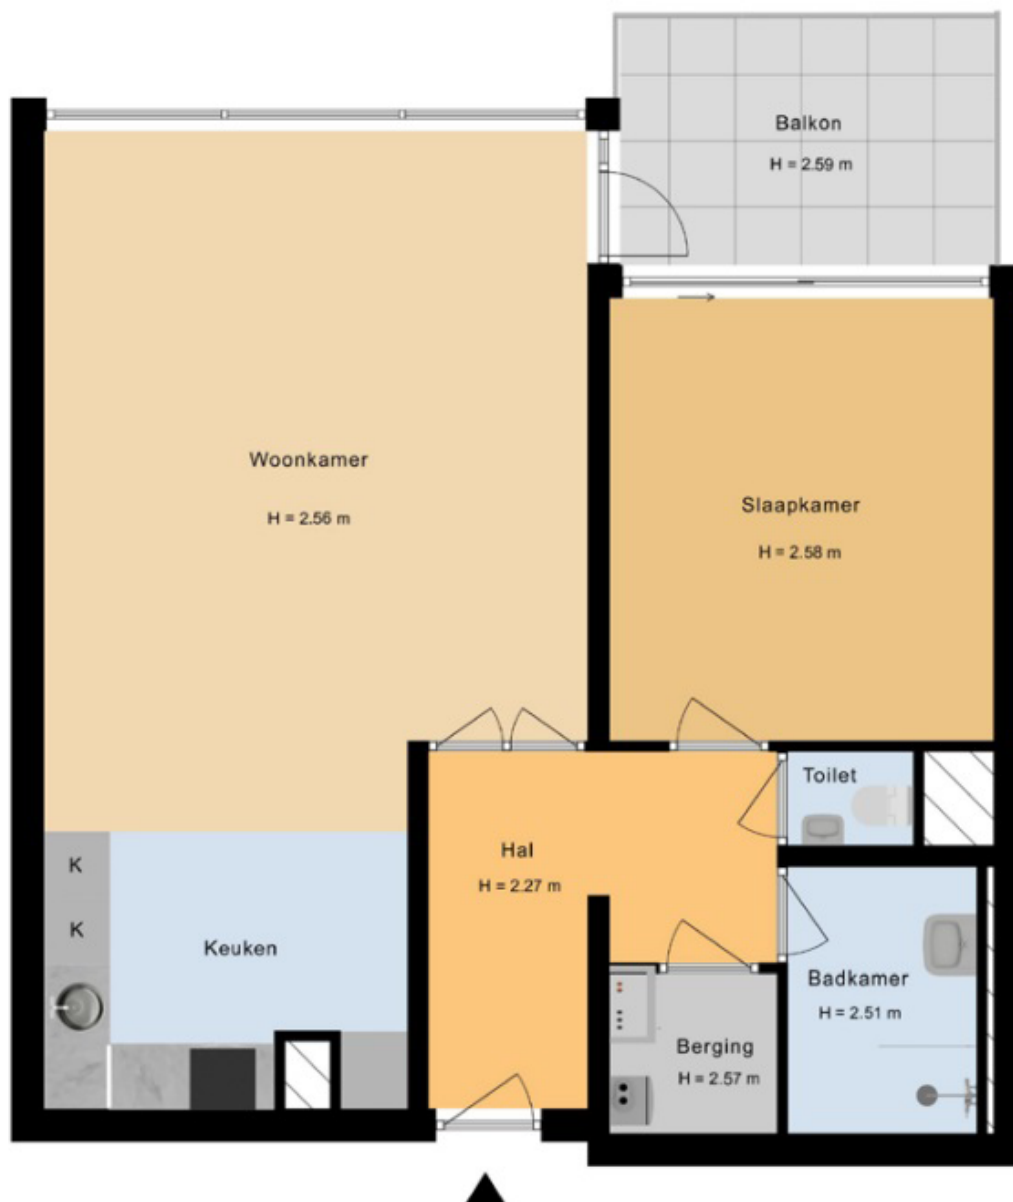 Balkon
H = 2.59 m
Woonkamer
H = 2.56 m
Slaapkamer
H = 2.58 m
Toilet
Hal
H = 2.27 m
K
K
Keuken
Badkamer
H = 2.51 m
Berging
H = 2.57 m